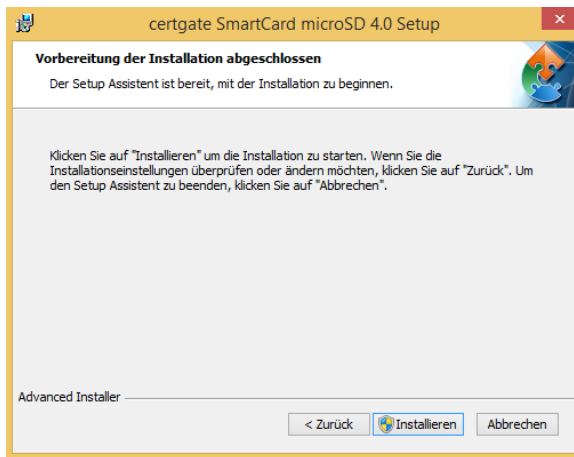 certgate SmartCard microSD 4.0 Setup
Vorbereitung der Installation abgeschlossen
Der Setup Assistent ist bereit, mit der Installation zu beginnen.
Klicken Sie auf "Installieren" um die Installation zu starten. Wenn Sie die
Installationseinstellungen überprüfen oder ändern möchten, klicken Sie auf "Zurück". Um
den Setup Assistent zu beenden, klicken Sie auf "Abbrechen".
Advanced Installer
< Zurück Installieren Abbrechen